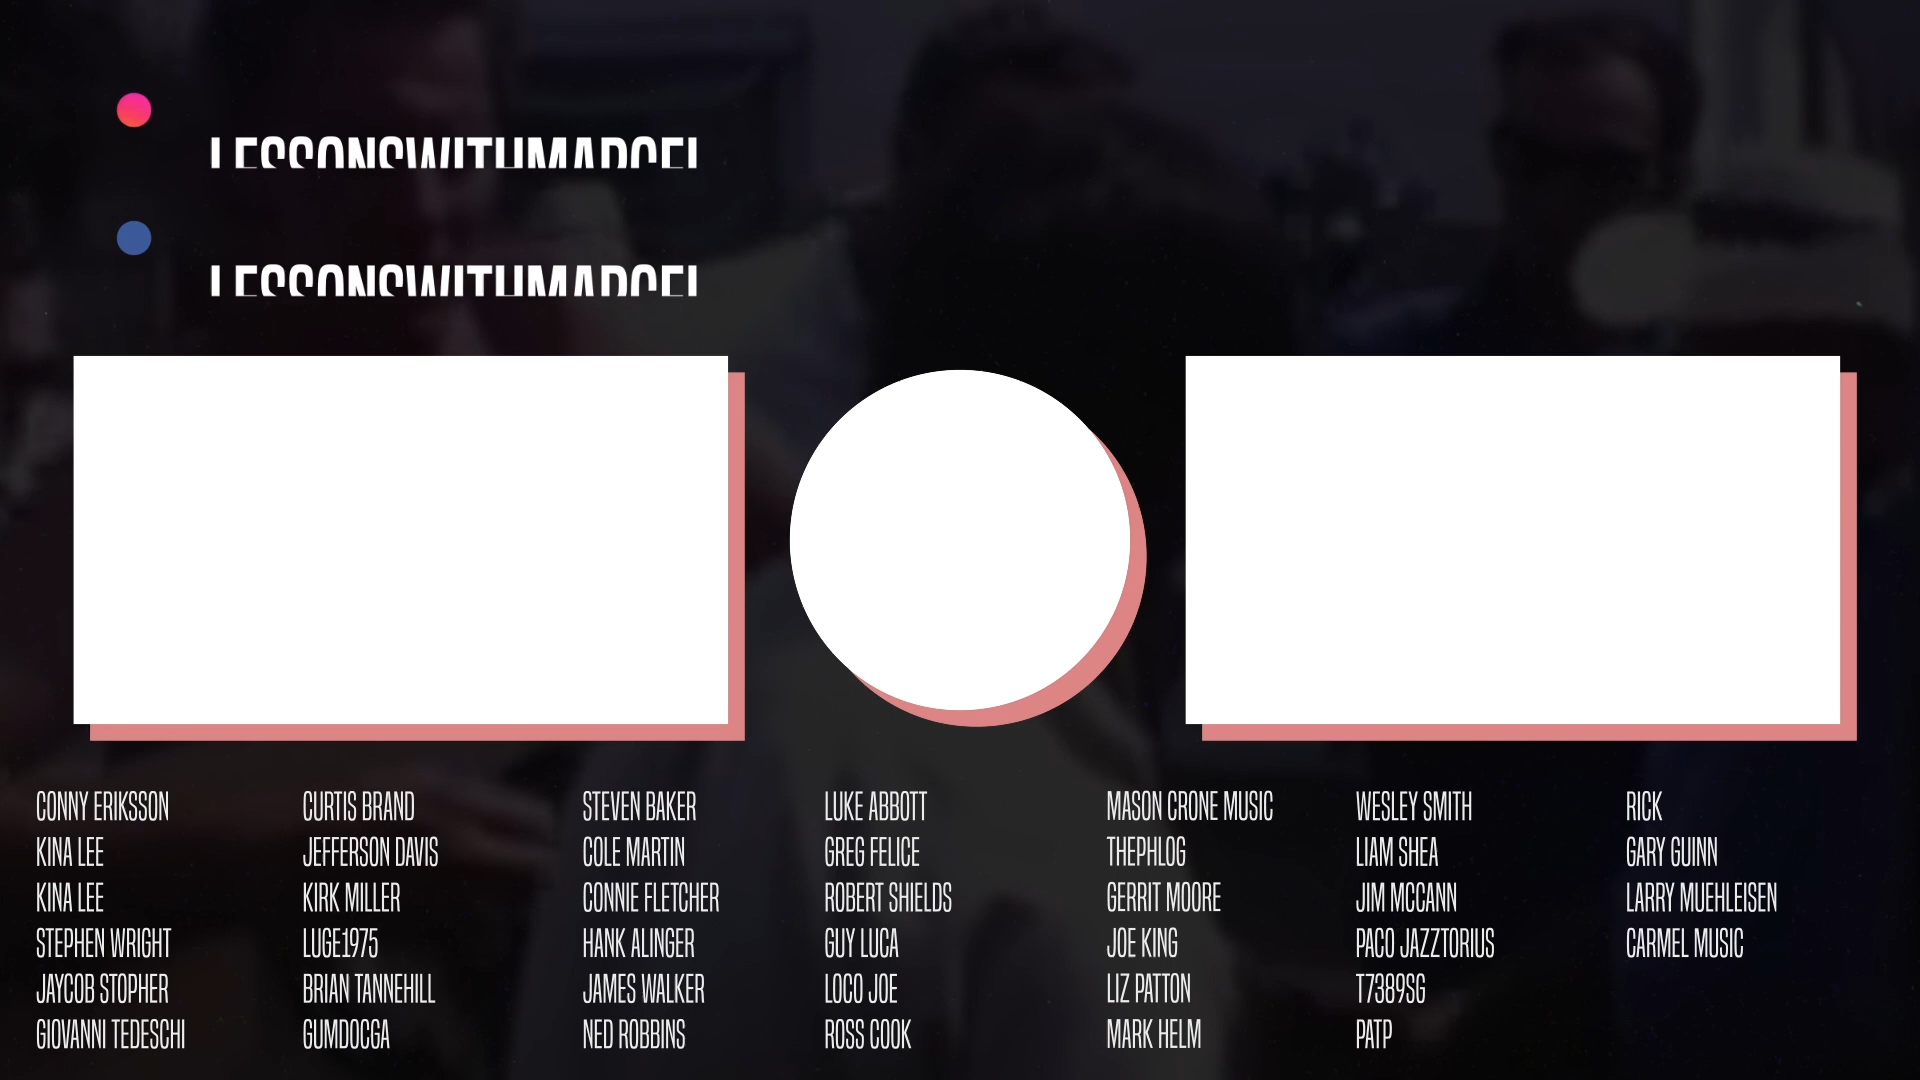 LESSONSWITHMARCEL
LESSONSWITHMARCEL
CONNY ERIKSSON
KINA LEE
KINA LEE
STEPHEN WRIGHT
JAYCOB STOPHER
GIOVANNI TEDESCHI
CURTIS BRAND
JEFFERSON DAVIS
KIRK MILLER
LUGE1975
BRIAN TANNEHILL
GUMDOCGA
STEVEN BAKER
COLE MARTIN
CONNIE FLETCHER
HANK ALINGER
JAMES WALKER
NED ROBBINS
LUKE ABBOTT
GREG FELICE
ROBERT SHIELDS
GUY LUCA
LOCO JOE
ROSS COOK
MASON CRONE MUSIC
THEPHLOG
GERRIT MOORE
JOE KING
LIZ PATTON
MARK HELM
WESLEY SMITH
LIAM SHEA
JIM MCCANN
PACO JAZZTORIUS
T7389SG
PATP
RICK
GARY GUINN
LARRY MUEHLEISEN
CARMEL MUSIC